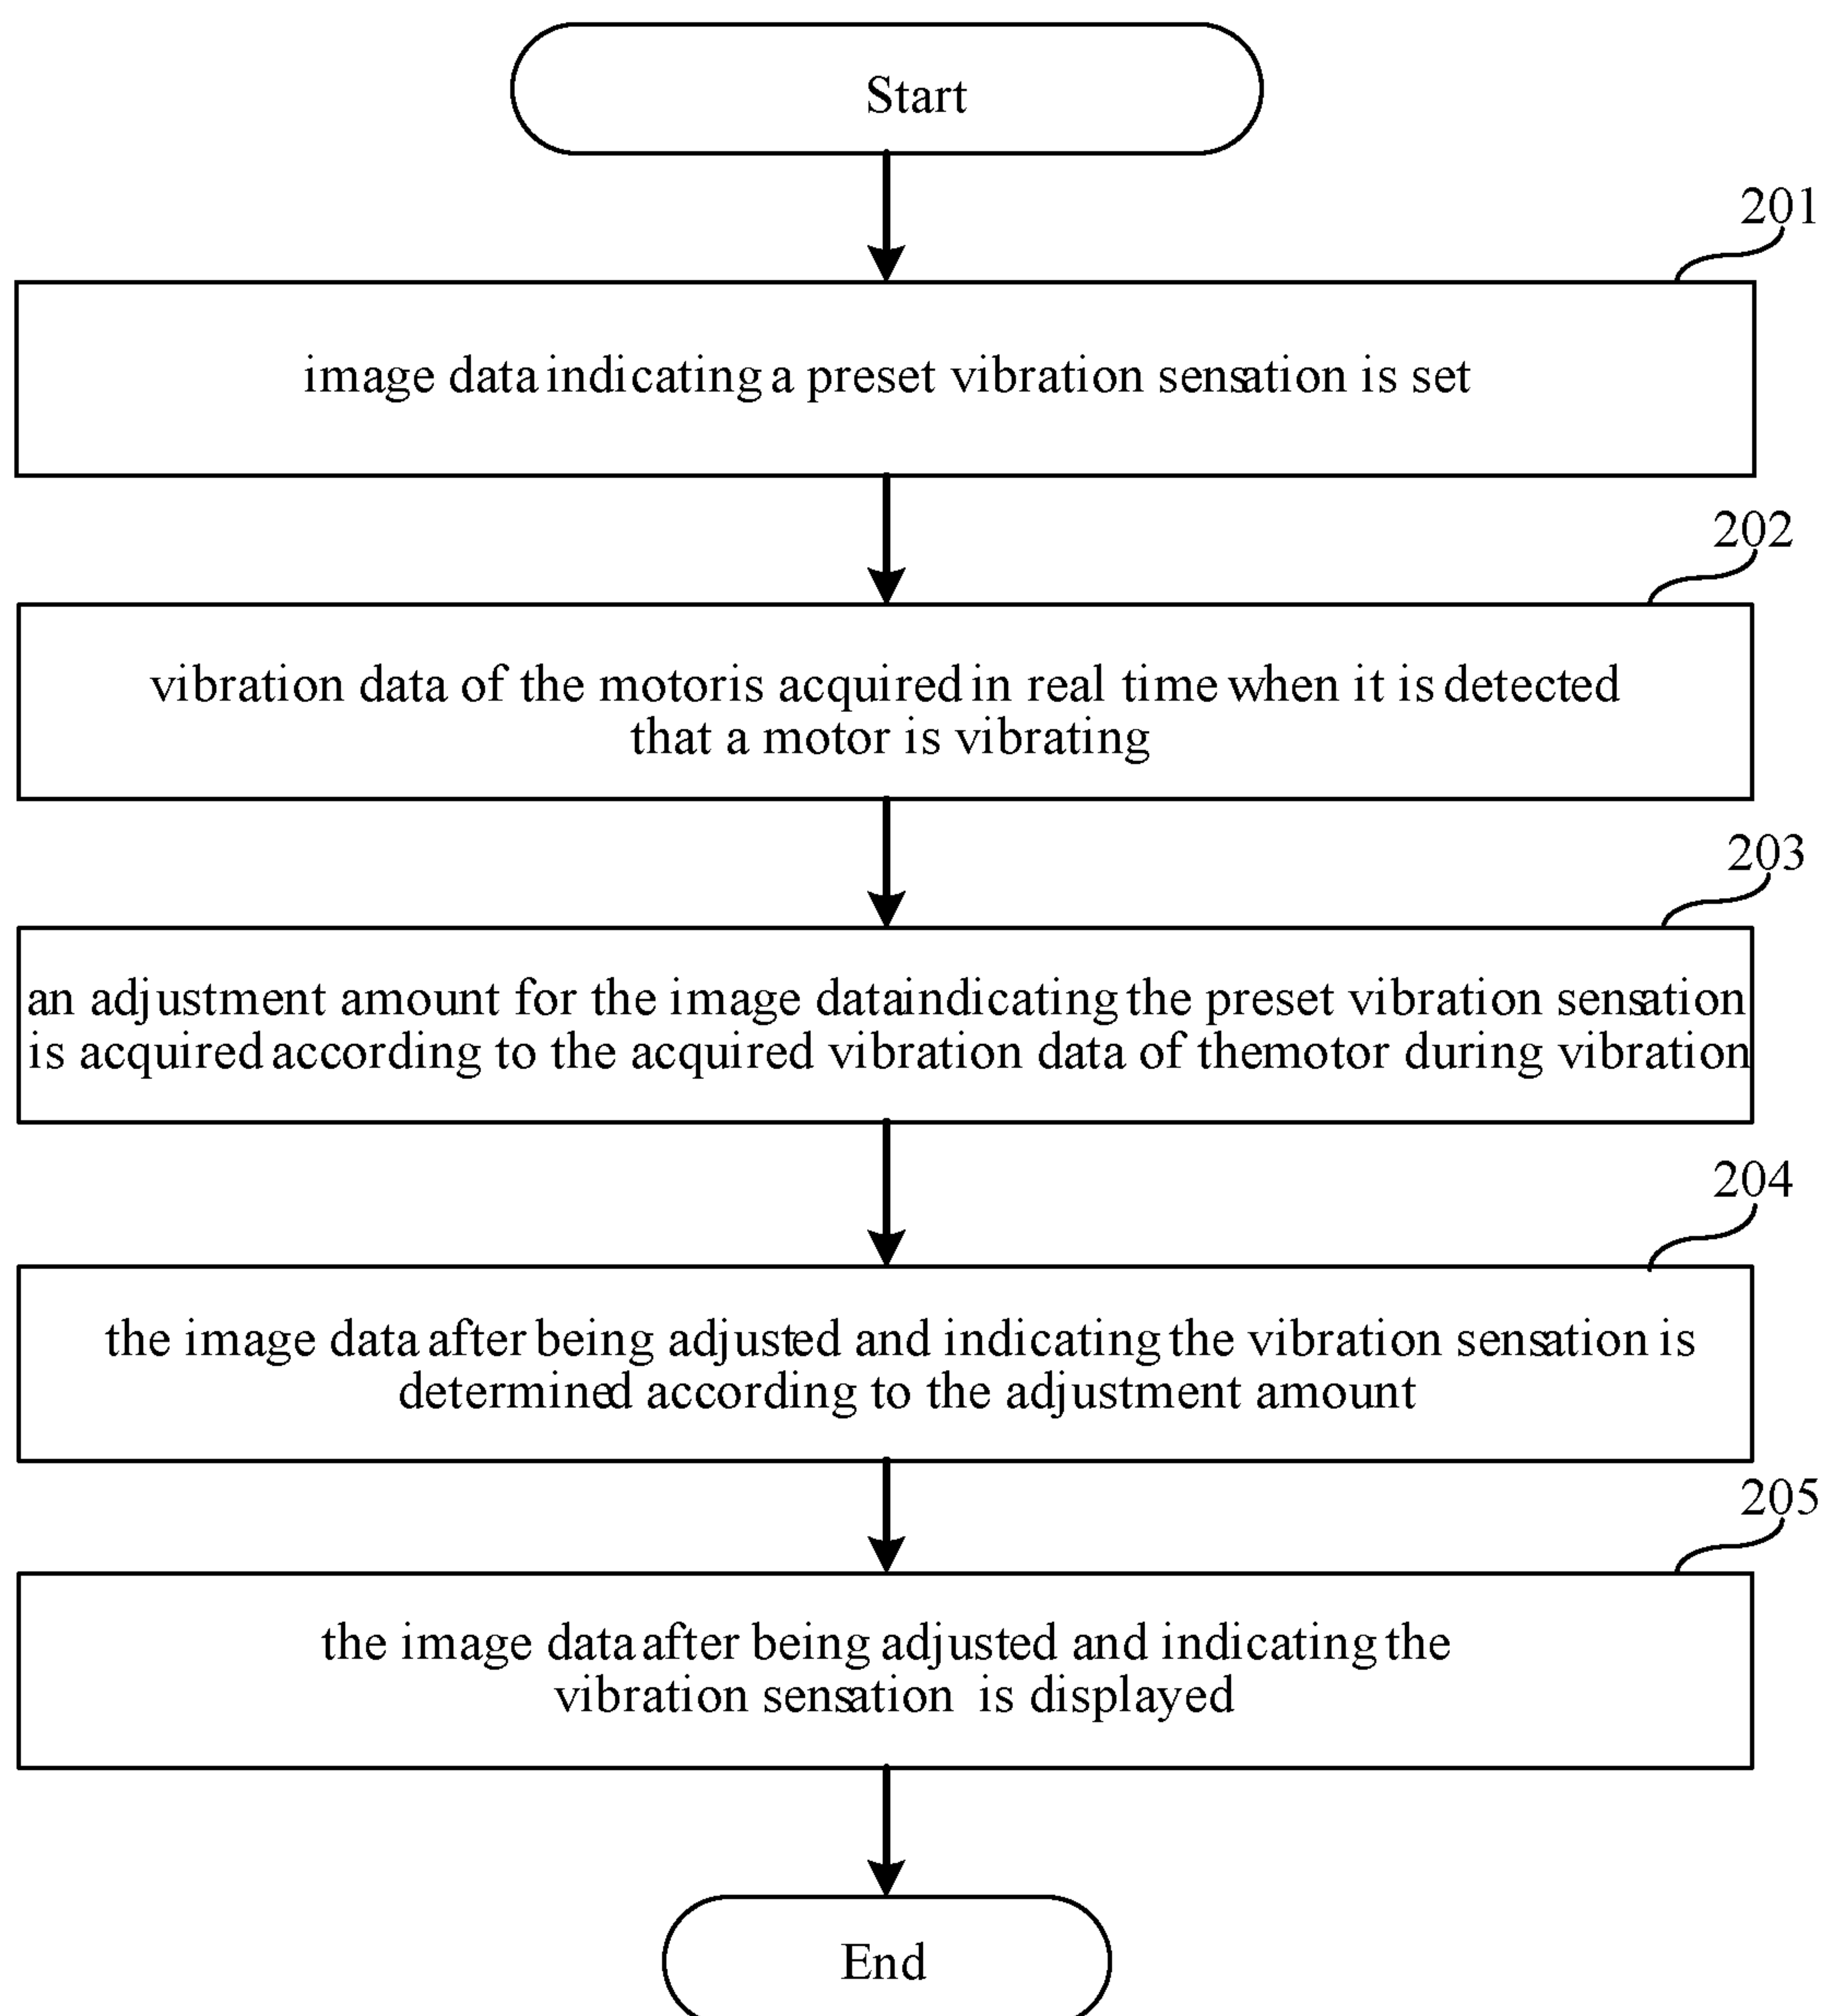 Start
201
image data indicating a preset vibration sensation is set
202
vibration data of the motoris acquired in real time when it is detected
that a motor is vibrating
203
an adjustment amount for the image dataindicating the preset vibration sensation
is acquired according to the acquired vibration data of themotor during vibration
204
the image data after being adjusted and indicating the vibration sensation is
determined according to the adjustment amount
205
the image data after being adjusted and indicating the
vibration sensation is displayed
End